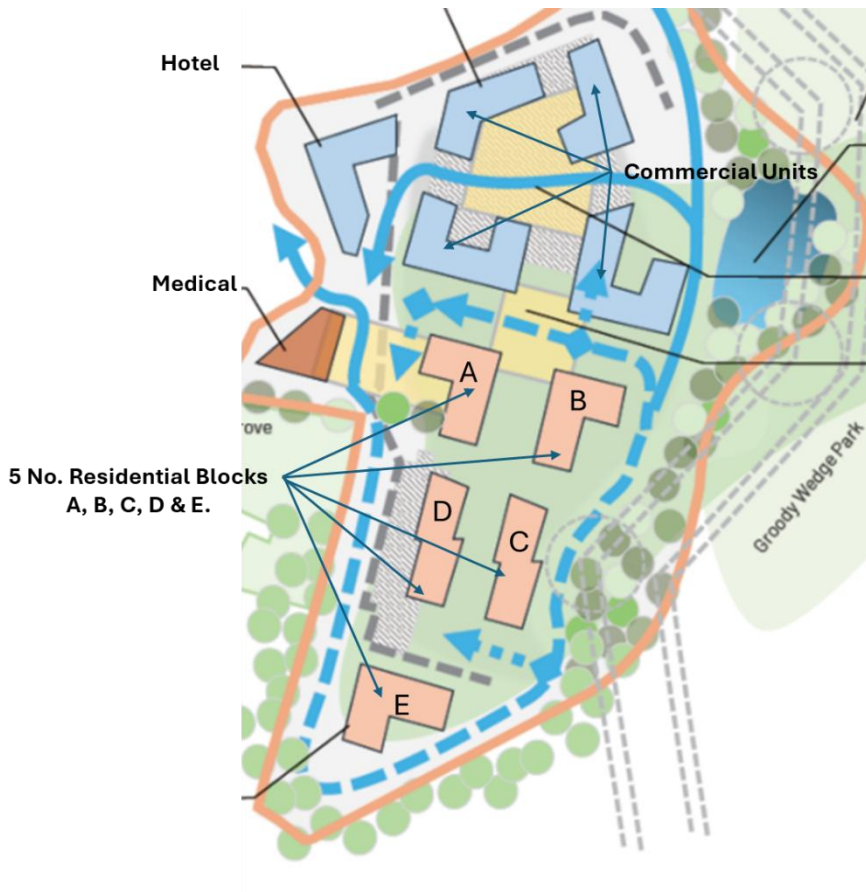 Hotel
Commercial Units
Medical
A
B
rove
5 No. Residential Blocks
A, B, C, D & E.
D
C
Groody Wedge Park
E